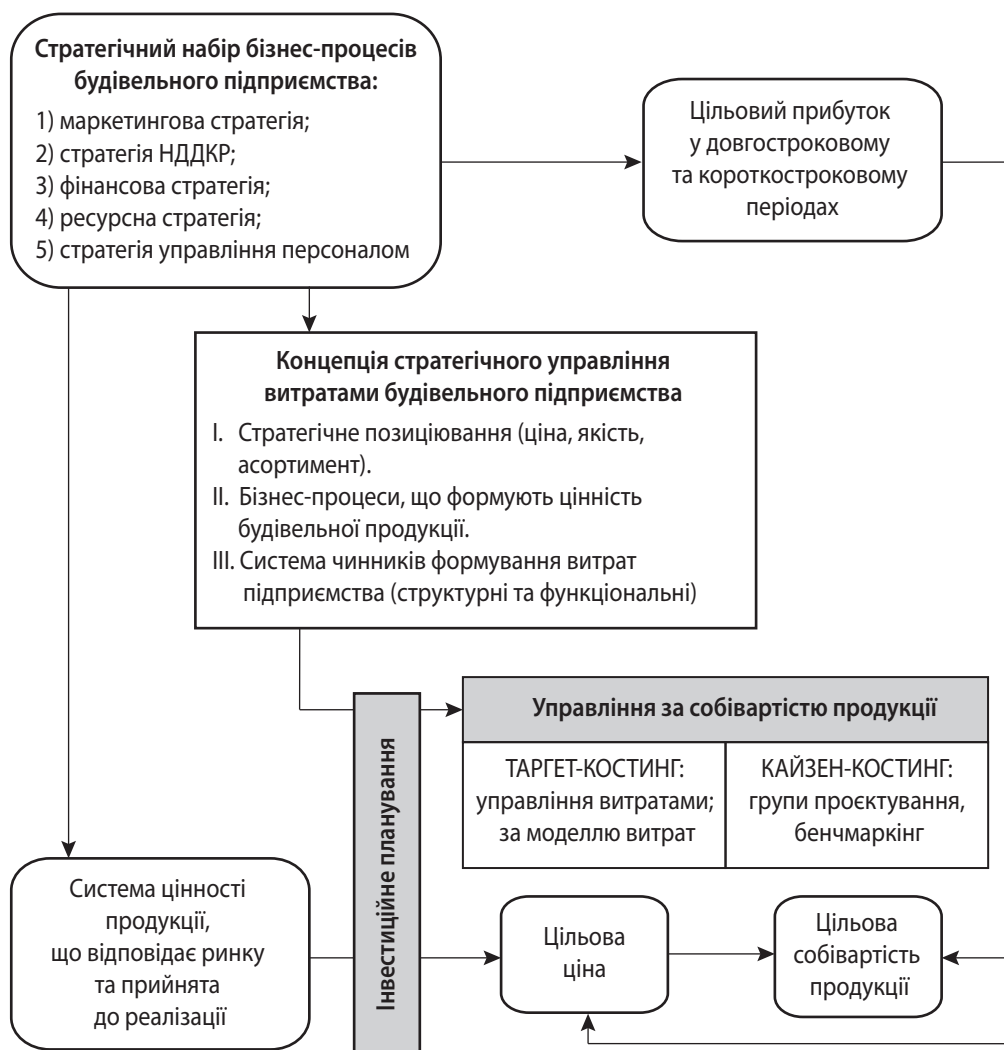 Стратегічний набір бізнес-процесів
будівельного підприємства:
1) маркетингова стратегія;
2) стратегія НДДКР;
3) фінансова стратегія;
4) ресурсна стратегія;
5) стратегія управління персоналом
Цільовий прибуток
у довгостроковому
та короткостроковому
періодах
Концепція стратегічного управління
витратами будівельного підприємства
I. Стратегічне позиціювання (ціна, якість,
асортимент).
II. Бізнес-процеси, що формують цінність
будівельної продукції.
III. Система чинників формування витрат
підприємства (структурні та функціональні)
Інвестиційне планування
Управління за собівартістю продукції
ТАРГЕТ-КОСТИНГ:
управління витратами;
за моделлю витрат
КАЙЗЕН-КОСТИНГ:
групи проєктування,
бенчмаркінг
Система цінності
продукції,
що відповідає ринку
та прийнята
до реалізації
Цільова
ціна
Цільова
собівартість
продукції